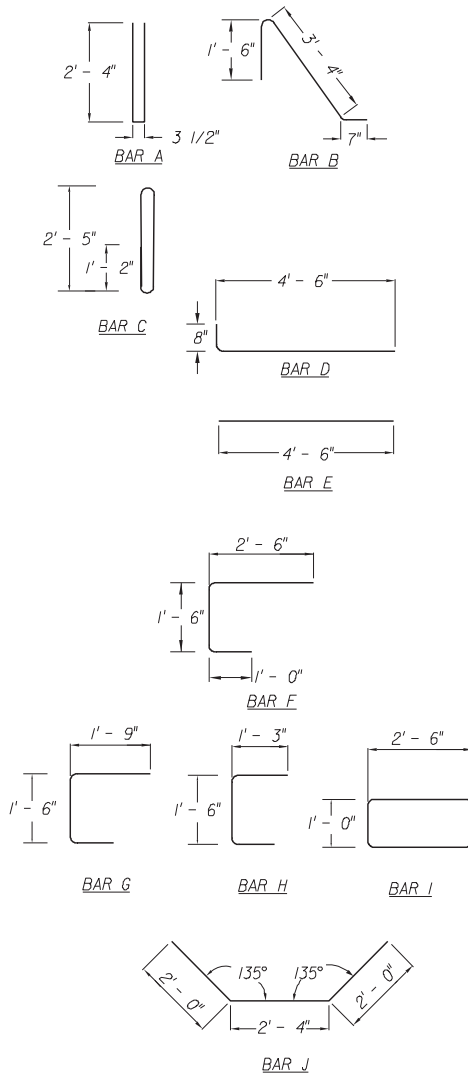 2' - 4"
3 1/2"
BAR A
1' - 6"
3' - 4"
7"
BAR B
2' - 5"
1' - 2"
BAR C
4' - 6"
8"
BAR D
4' - 6"
BAR E
2' - 6"
1' - 6"
1' - 0"
BAR F
1' - 9"
1' - 6"
BAR G
1' - 3"
1' - 6"
BAR H
2' - 6"
1' - 0"
BAR I
135°
135°
2' - 0"
2' - 0"
2' - 4"
BAR J